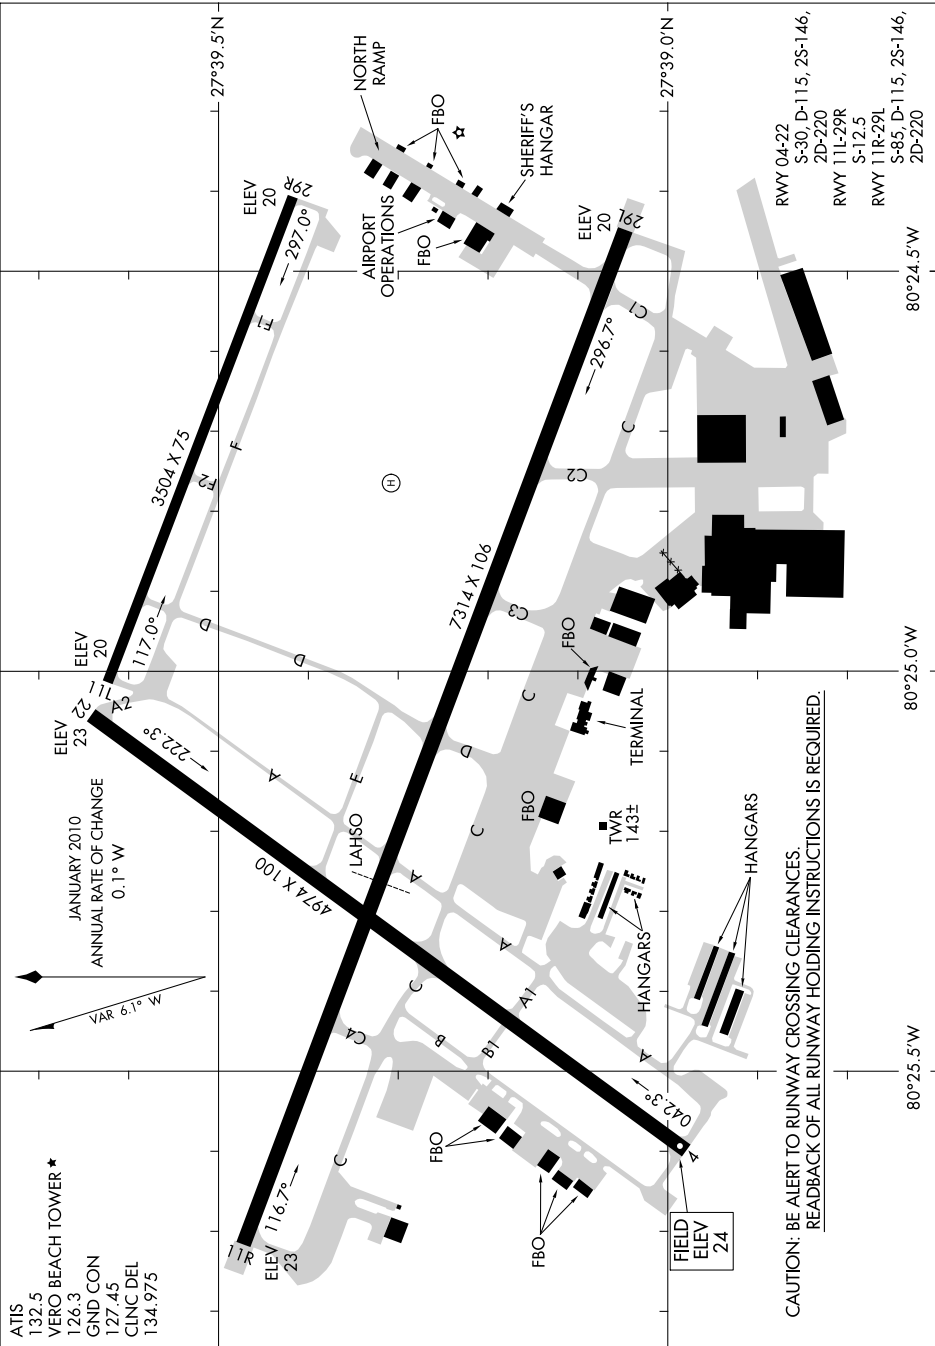 ATIS
132.5
VERO BEACH TOWER ★
126.3
GND CON
127.45
CLNC DEL
134.975
VAR 6.1° W
JANUARY 2010
ANNUAL RATE OF CHANGE
0.1° W
27°39.5'N
27°39.0'N
80°24.5'W
80°25.0'W
80°25.5'W
NORTH
RAMP
FBO
SHERIFF'S
HANGAR
AIRPORT
OPERATIONS
FBO
ELEV
20
29R
297.0°
F1
3504 X 75
F
F2
H
D
D
117.0°
ELEV
20
11L
A2
22
ELEV
23
222.3°
A
E
LAHSO
4974 X 100
A
ELEV
20
29L
296.7°
C1
C
C2
7314 X 106
C3
C
D
C
FBO
TERMINAL
FBO
TWR
143±
HANGARS
HANGARS
A
A1
C
B
B1
C4
A
C
FBO
FBO
116.7°
11R
ELEV
23
042.3°
4
FIELD
ELEV
24
RWY 04-22
S-30, D-115, 2S-146,
2D-220
RWY 11L-29R
S-12.5
RWY 11R-29L
S-85, D-115, 2S-146,
2D-220
CAUTION: BE ALERT TO RUNWAY CROSSING CLEARANCES.
READBACK OF ALL RUNWAY HOLDING INSTRUCTIONS IS REQUIRED.